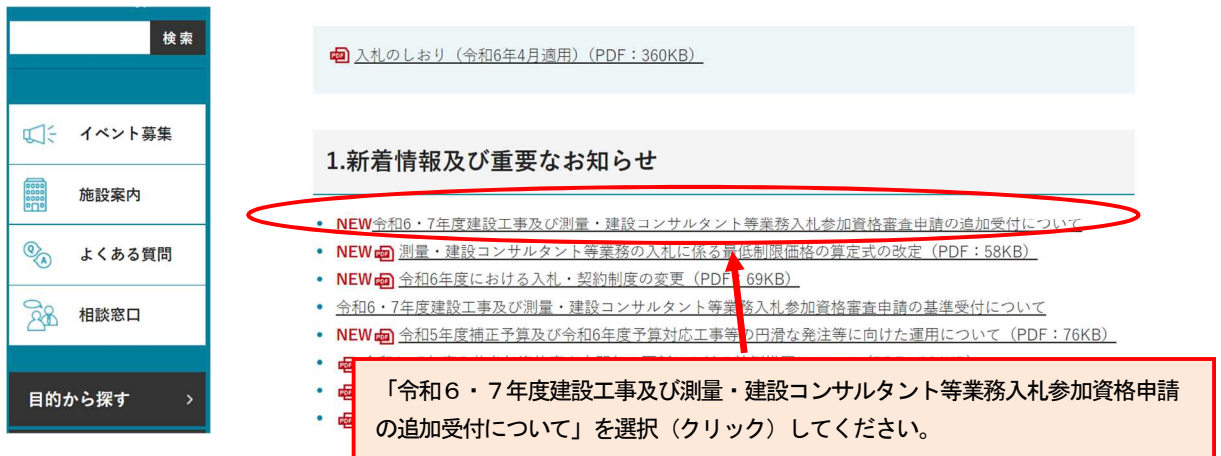 検索
イベント募集
施設案内
よくある質問
相談窓口
目的から探す
入札のしおり（令和6年4月適用）（PDF：360KB）
1.新着情報及び重要なお知らせ
NEW令和6・7年度建設工事及び測量・建設コンサルタント等業務入札参加資格審査申請の追加受付について
NEW 測量・建設コンサルタント等業務の入札に係る最低制限価格の算定式の改定（PDF：58KB）
NEW 令和6年度における入札・契約制度の変更（PDF：69KB）
令和6・7年度建設工事及び測量・建設コンサルタント等業務入札参加資格審査申請の基準受付について
NEW 令和5年度補正予算及び令和6年度予算対応工事等の円滑な発注等に向けた運用について（PDF：76KB）
「令和６・７年度建設工事及び測量・建設コンサルタント等業務入札参加資格申請
の追加受付について」を選択（クリック）してください。